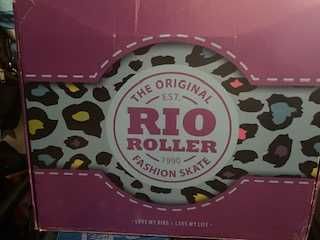 THE ORIGINAL
EST.
RIO
ROLLER
1990
FASHION SKATE
• LOVE MY RIDE • LOVE MY LIFE •